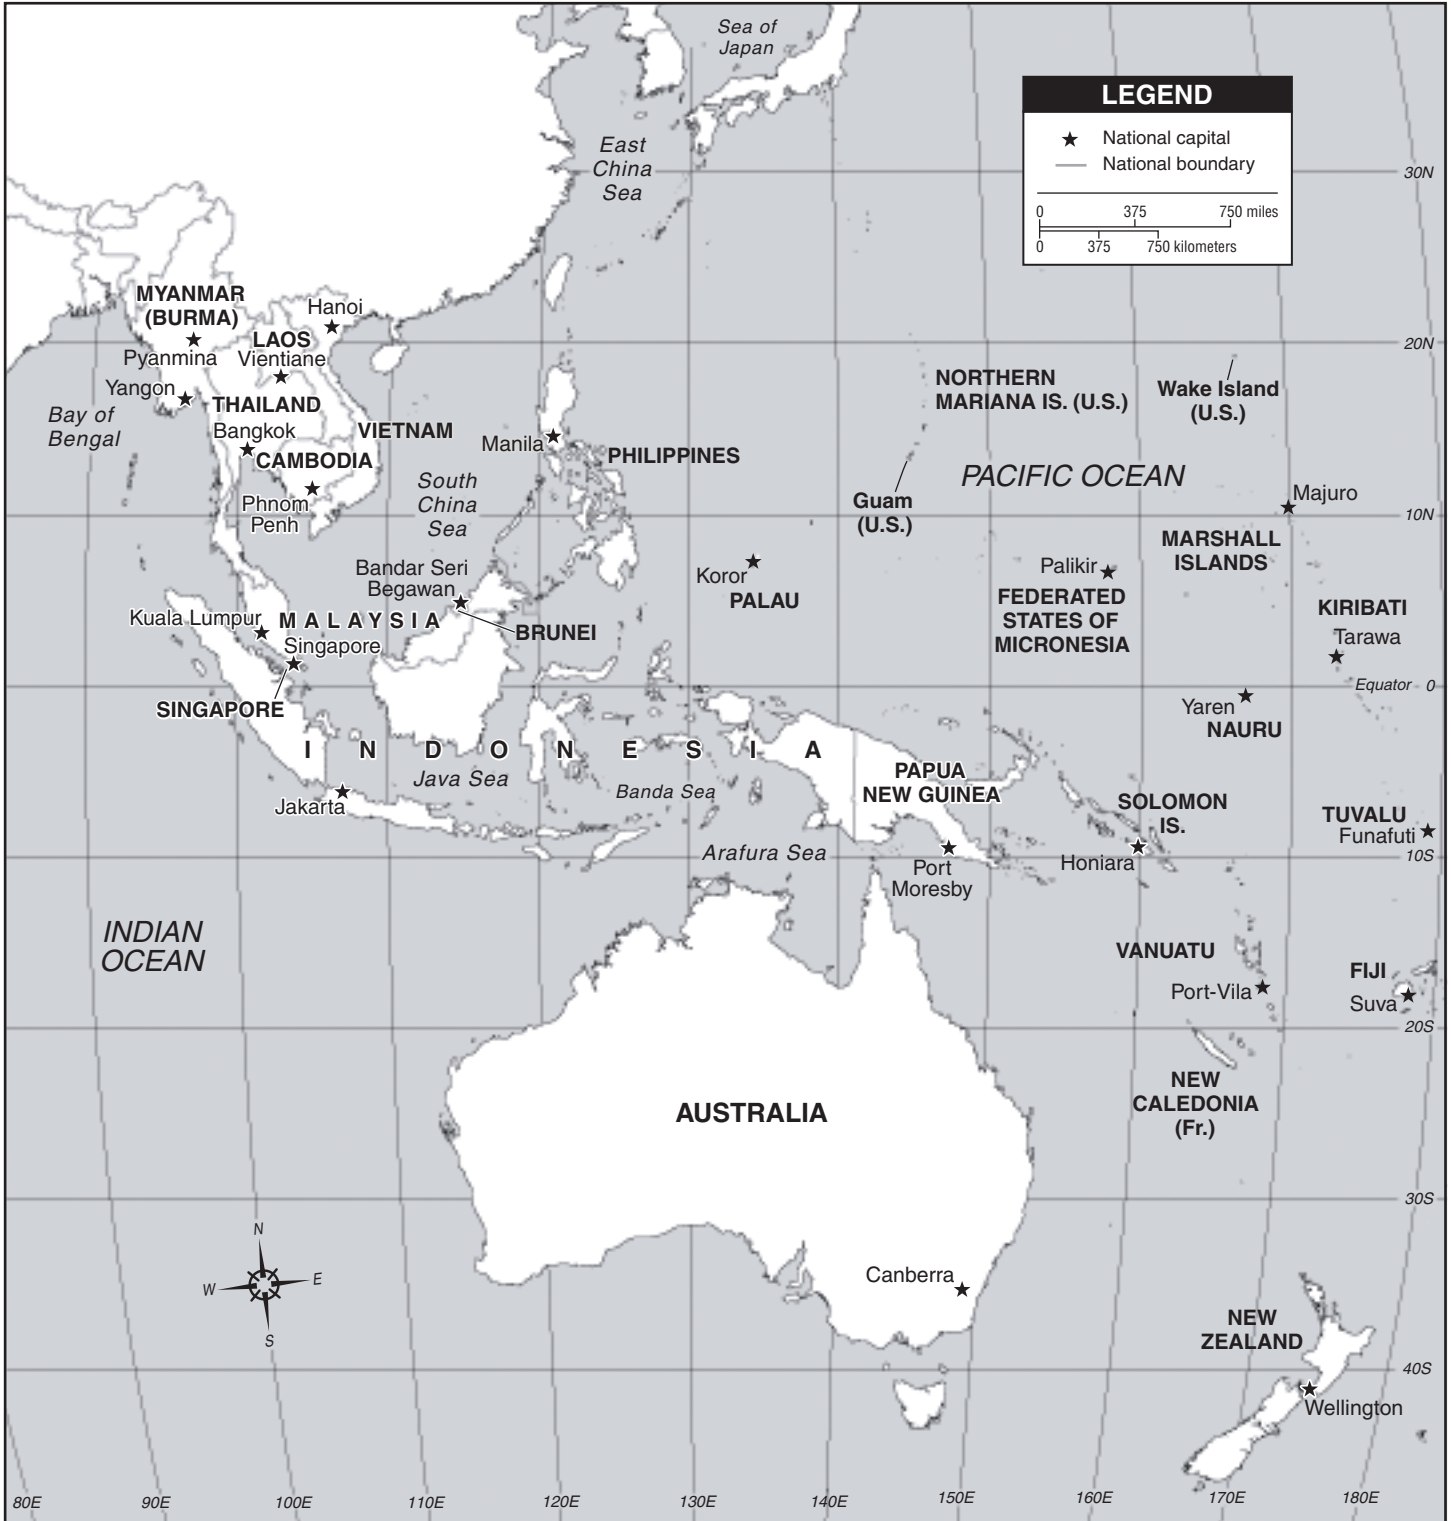 Sea of
Japan
LEGEND
National capital
National boundary
0 375 750 miles
0 375 750 kilometers
East
China
Sea
30N
MYANMAR
(BURMA)
Hanoi
LAOS
Pyanmina
Vientiane
20N
Yangon
THAILAND
NORTHERN
MARIANA IS. (U.S.)
Wake Island
(U.S.)
Bay of
Bengal
Bangkok
VIETNAM
Manila
PHILIPPINES
CAMBODIA
PACIFIC OCEAN
South
China
Sea
Phnom
Penh
Guam
(U.S.)
Majuro
10N
MARSHALL
ISLANDS
Bandar Seri
Begawan
Koror
PALAU
Palikir
FEDERATED
STATES OF
MICRONESIA
KIRIBATI
Tarawa
Kuala Lumpur
MALAYSIA
BRUNEI
Singapore
SINGAPORE
Equator
0
Yaren
NAURU
INDONESIA
Java Sea
Banda Sea
PAPUA
NEW GUINEA
Jakarta
SOLOMON
IS.
TUVALU
Funafuti
Arafura Sea
Port
Moresby
Honiara
10S
INDIAN
OCEAN
VANUATU
Port-Vila
FIJI
Suva
20S
NEW
CALEDONIA
(Fr.)
AUSTRALIA
30S
N
W
E
S
Canberra
NEW
ZEALAND
40S
Wellington
80E 90E 100E 110E 120E 130E 140E 150E 160E 170E 180E